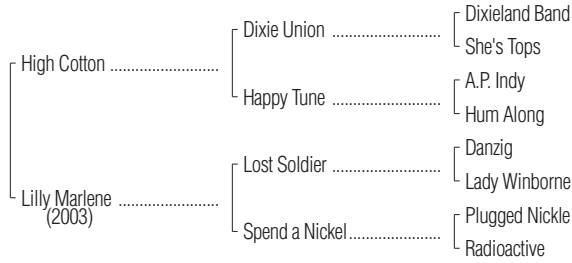 Dixieland Band
Dixie Union ........................
She's Tops
High Cotton ........................
A.P. Indy
Happy Tune ........................
Hum Along
Danzig
Lost Soldier ........................
Lady Winborne
Lilly Marlene ......................
(2003)
Plugged Nickle
Spend a Nickel....................
Radioactive